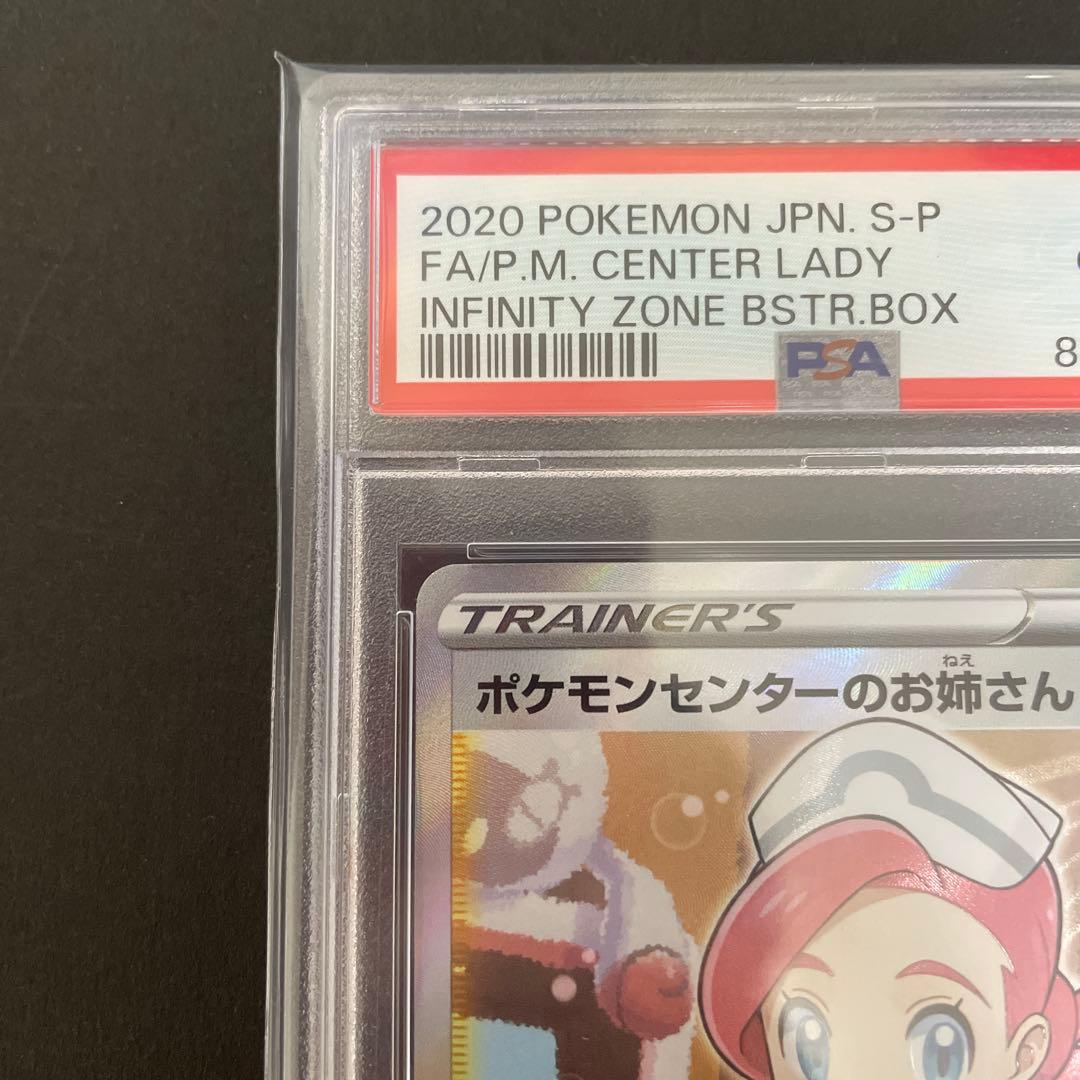 2020 POKEMON JPN. S-P
FA/P.M. CENTER LADY
INFINITY ZONE BSTR.BOX
8
PSA
TRAINER'S
ねえ
ポケモンセンターのお姉さん